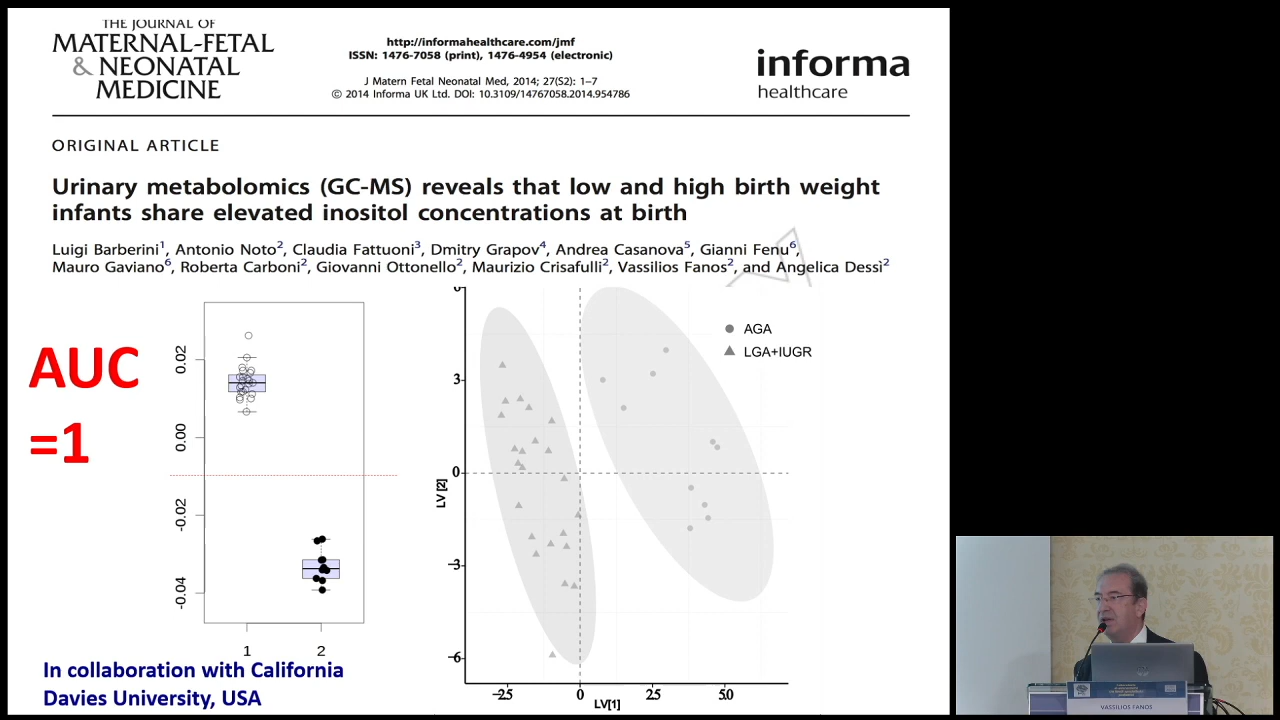 THE JOURNAL OF
MATERNAL-FETAL
& NEONATAL
MEDICINE
http://informahealthcare.com/jmf
ISSN: 1476-7058 (print), 1476-4954 (electronic)
J Matern Fetal Neonatal Med, 2014; 27(S2): 1–7
© 2014 Informa UK Ltd. DOI: 10.3109/14767058.2014.954786
informa
healthcare
ORIGINAL ARTICLE
Urinary metabolomics (GC-MS) reveals that low and high birth weight
infants share elevated inositol concentrations at birth
Luigi Barberini1, Antonio Noto2, Claudia Fattuoni3, Dmitry Grapov4, Andrea Casanova5, Gianni Fenu6,
Mauro Gaviano6, Roberta Carboni2, Giovanni Ottonello2, Maurizio Crisafulli2, Vassilios Fanos2, and Angelica Dessì2
AUC
=1
0.02
0.00
-0.02
-0.04
1 2
In collaboration with California
Davies University, USA
AGA
LGA+IUGR
3
0
-3
-6
LV [2]
-2.5 0 2.5 5.0
LV[1]
VASSILIOS FANOS